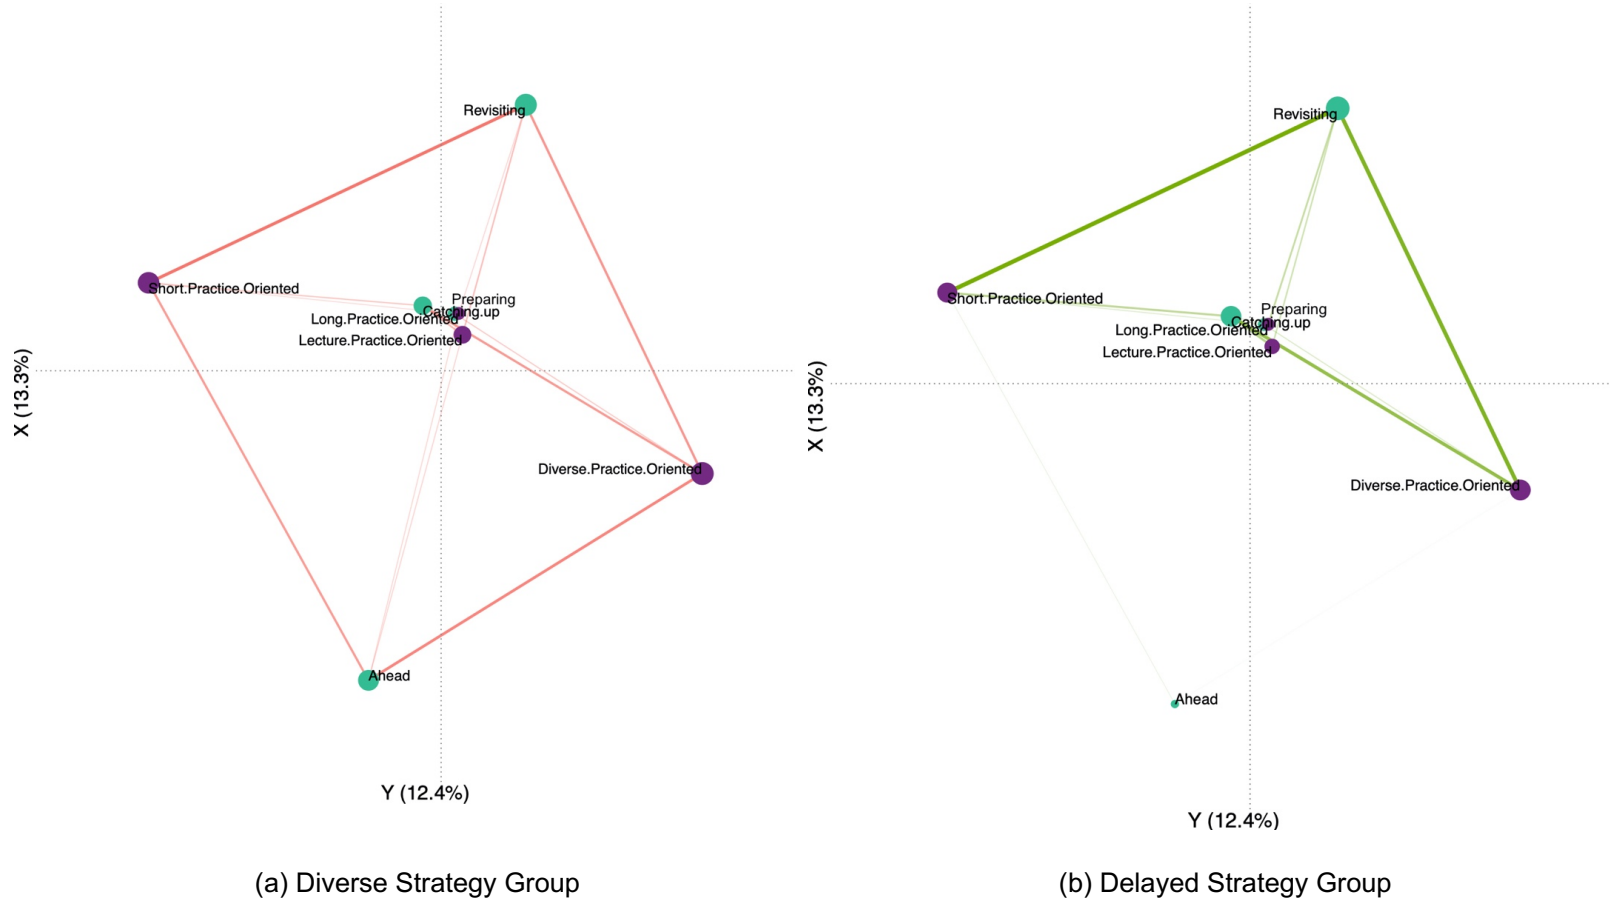 Revisiting
Short.Practice.Oriented
Preparing
Catching.up
Long.Practice.Oriented
Lecture.Practice.Oriented
X (13.3%)
Diverse.Practice.Oriented
Ahead
Y (12.4%)
(a) Diverse Strategy Group
Revisiting
Short.Practice.Oriented
Preparing
Catching.up
Long.Practice.Oriented
Lecture.Practice.Oriented
X (13.3%)
Diverse.Practice.Oriented
Ahead
Y (12.4%)
(b) Delayed Strategy Group